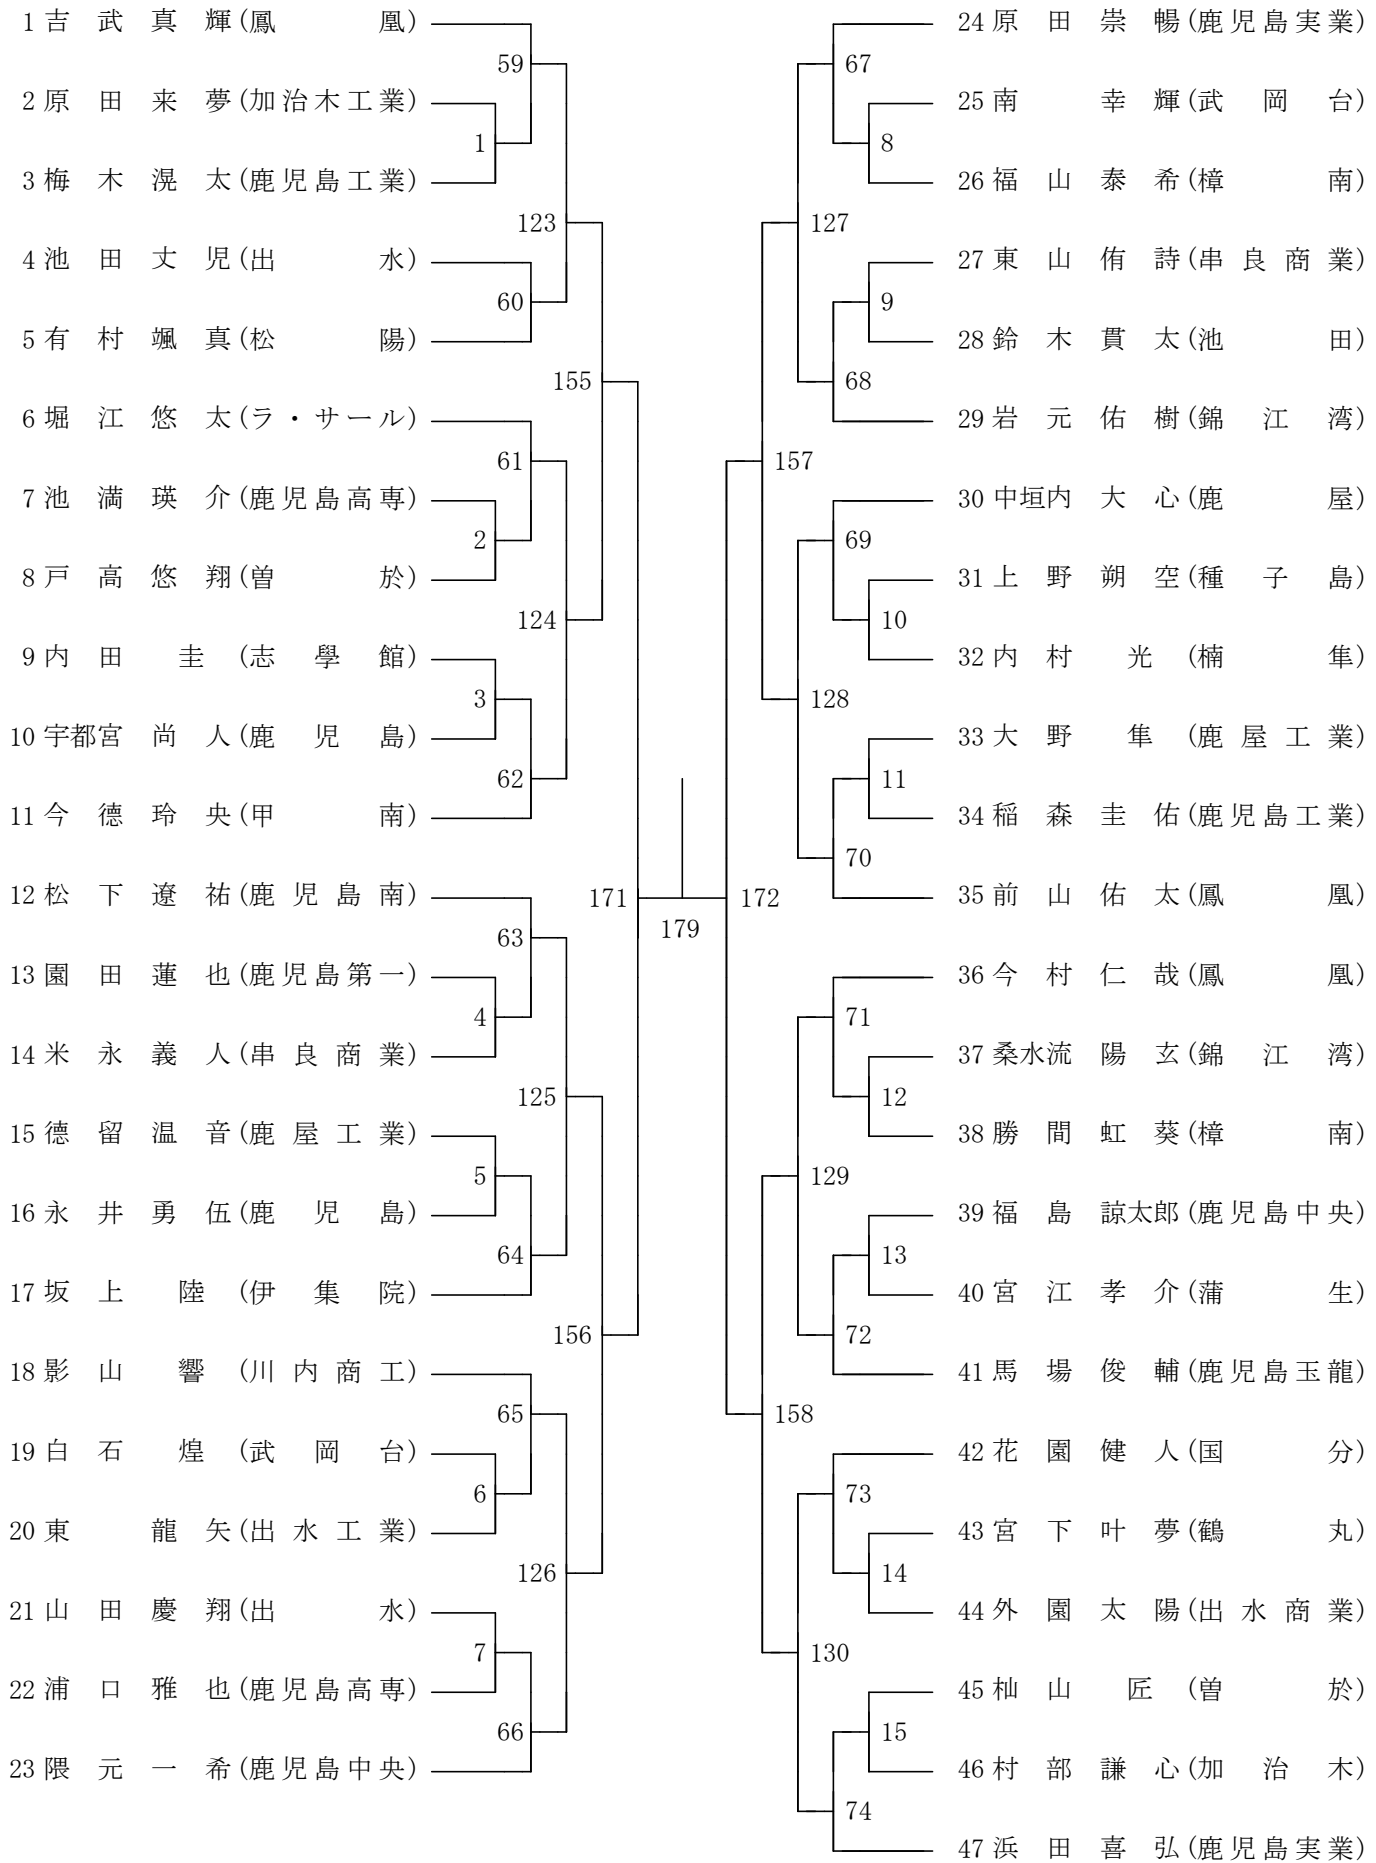 1 吉 武 真 輝 (鳳 凰)
59
2 原 田 来 夢 (加治木工業)
1
3 梅 木 滉 太 (鹿児島工業)
123
4 池 田 丈 児 (出 水)
60
5 有 村 颯 真 (松 陽)
155
6 堀 江 悠 太 (ラ・サール)
61
7 池 満 瑛 介 (鹿児島高専)
2
8 戸 高 悠 翔 (曽 於)
124
9 内 田 圭 (志 學 館)
3
10 宇都宮 尚 人 (鹿 児 島)
62
11 今 德 玲 央 (甲 南)
12 松 下 遼 祐 (鹿 児 島 南)
171
63
13 園 田 蓮 也 (鹿児島第一)
4
14 米 永 義 人 (串 良 商 業)
125
15 德 留 温 音 (鹿 屋 工 業)
5
16 永 井 勇 伍 (鹿 児 島)
64
17 坂 上 陸 (伊 集 院)
156
18 影 山 響 (川 内 商 工)
65
19 白 石 煌 (武 岡 台)
6
20 東 龍 矢 (出 水 工 業)
126
21 山 田 慶 翔 (出 水)
7
22 浦 口 雅 也 (鹿児島高専)
66
23 隈 元 一 希 (鹿児島中央)
179
24 原 田 崇 暢 (鹿児島実業)
67
25 南 幸 輝 (武 岡 台)
8
26 福 山 泰 希 (樟 南)
127
27 東 山 侑 詩 (串 良 商 業)
9
28 鈴 木 貫 太 (池 田)
68
29 岩 元 佑 樹 (錦 江 湾)
157
30 中垣内 大 心 (鹿 屋)
69
31 上 野 朔 空 (種 子 島)
10
32 内 村 光 (楠 隼)
128
33 大 野 隼 (鹿 屋 工 業)
11
34 稲 森 圭 佑 (鹿児島工業)
70
35 前 山 佑 太 (鳳 凰)
172
36 今 村 仁 哉 (鳳 凰)
71
37 桑水流 陽 玄 (錦 江 湾)
12
38 勝 間 虹 葵 (樟 南)
129
39 福 島 諒太郎 (鹿児島中央)
13
40 宮 江 孝 介 (蒲 生)
72
41 馬 場 俊 輔 (鹿児島玉龍)
158
42 花 園 健 人 (国 分)
73
43 宮 下 叶 夢 (鶴 丸)
14
44 外 園 太 陽 (出 水 商 業)
130
45 杣 山 匠 (曽 於)
15
46 村 部 謙 心 (加 治 木)
74
47 浜 田 喜 弘 (鹿児島実業)